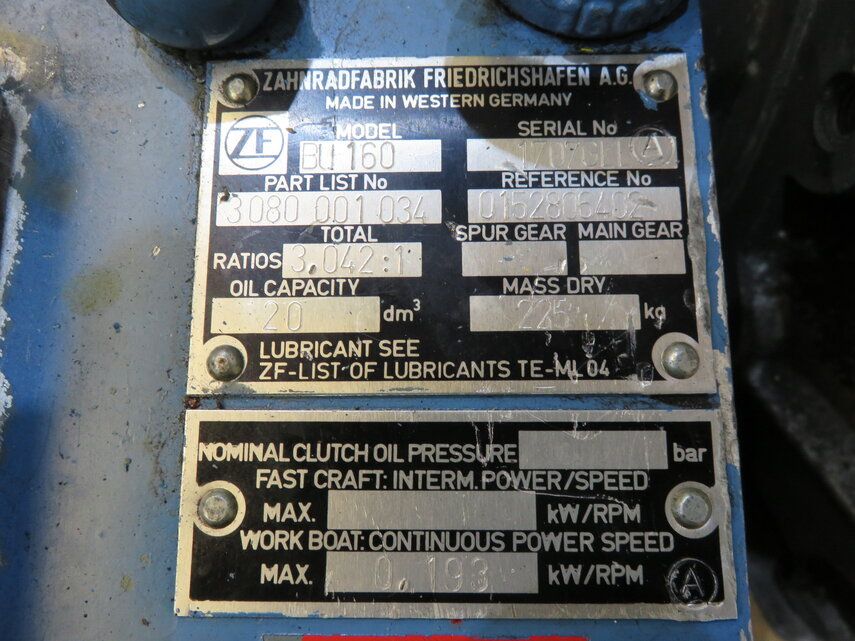 ZAHNRADFABRIK FRIEDRICHSHAFEN A.G.
MADE IN WESTERN GERMANY
ZF
MODEL SERIAL No
BU 160 A
PART LIST No REFERENCE No
3080 001 034 0152806402
TOTAL SPUR GEAR MAIN GEAR
RATIOS 3.042:1
OIL CAPACITY MASS DRY
20 dm³ 225 kg
LUBRICANT SEE
ZF-LIST OF LUBRICANTS TE-ML 04
NOMINAL CLUTCH OIL PRESSURE bar
FAST CRAFT: INTERM. POWER/SPEED
MAX. kW/RPM
WORK BOAT: CONTINUOUS POWER SPEED
MAX. 0.193 kW/RPM
A